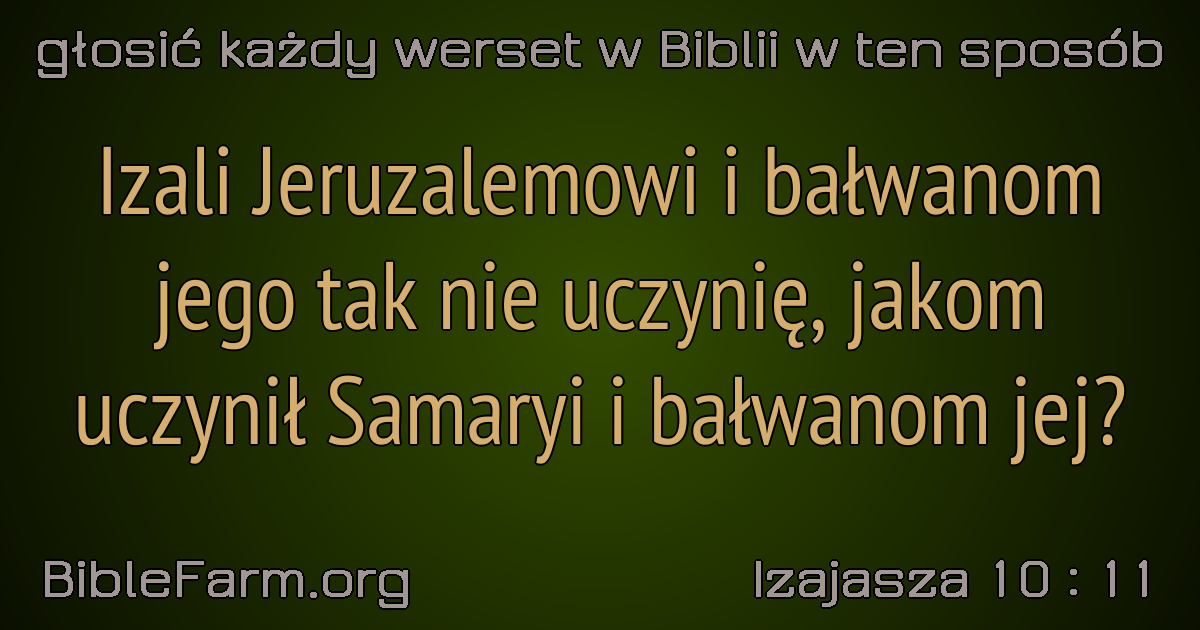 głosić każdy werset w Biblii w ten sposób
Izali Jeruzalemowi i bałwanom
jego tak nie uczynię, jakom
uczynił Samaryi i bałwanom jej?
BibleFarm.org
Izajasza 10 : 11